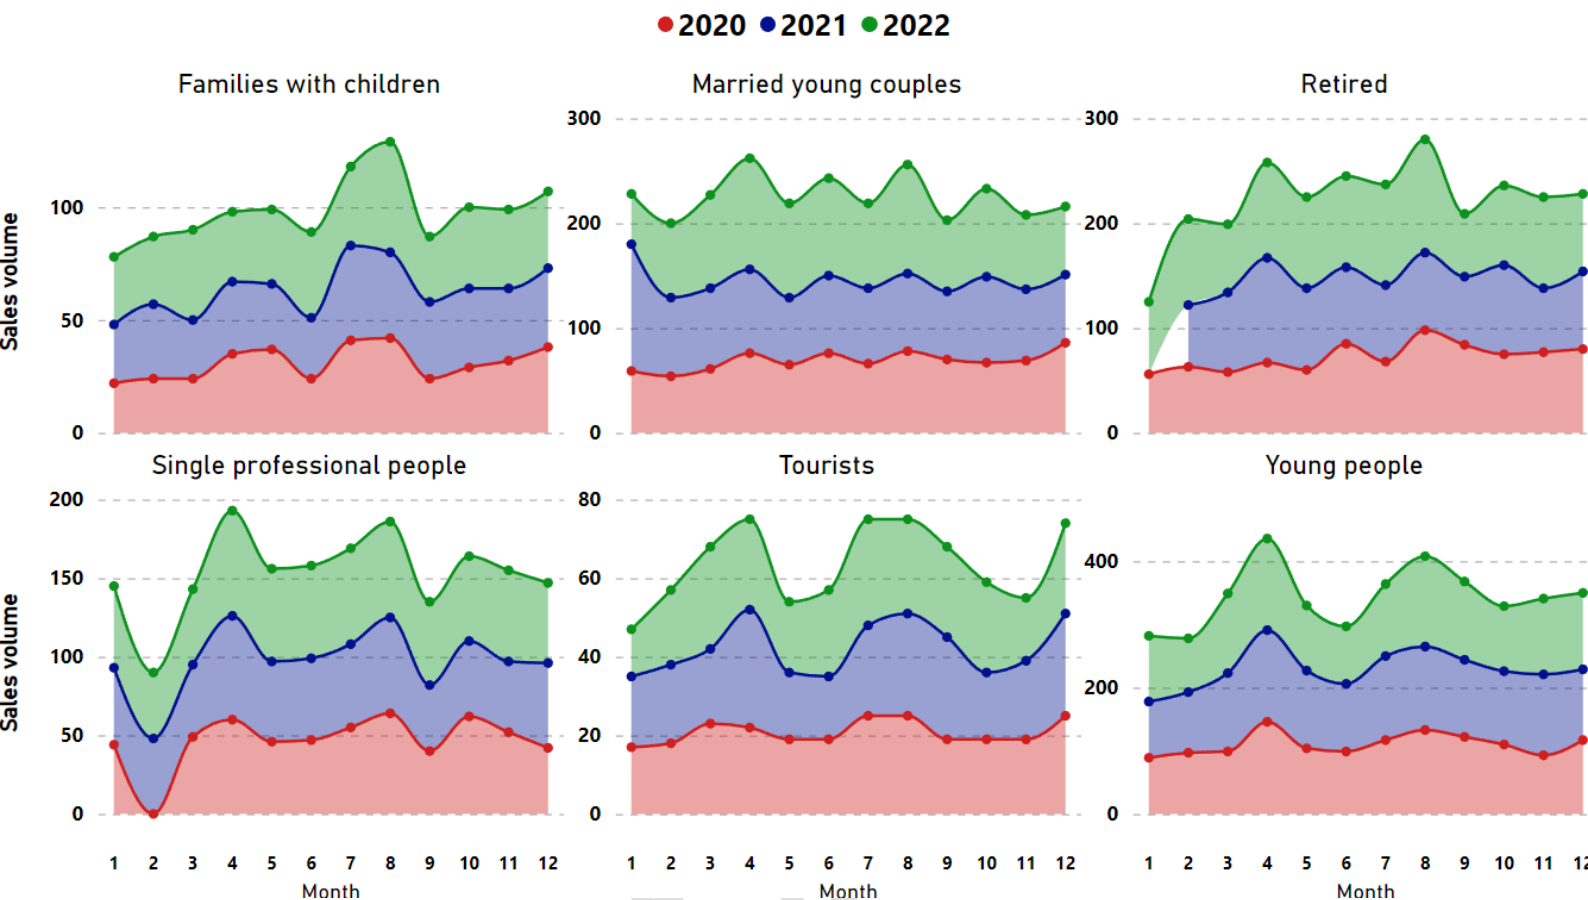 2020 2021 2022
Families with children
Married young couples
Retired
Sales volume
100
50
0
300
200
100
0
300
200
100
0
Single professional people
Tourists
Young people
Sales volume
200
150
100
50
0
80
60
40
20
0
400
200
0
1 2 3 4 5 6 7 8 9 10 11 12
1 2 3 4 5 6 7 8 9 10 11 12
1 2 3 4 5 6 7 8 9 10 11 12
Month
Month
Month